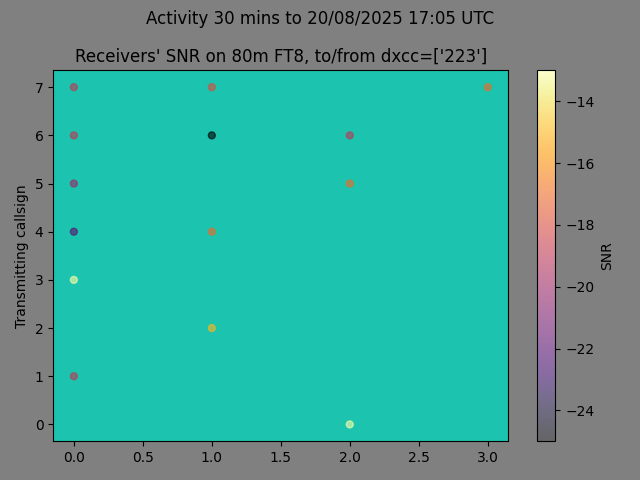 Activity 30 mins to 20/08/2025 17:05 UTC
Receivers' SNR on 80m FT8, to/from dxcc=['223']
Transmitting callsign
7
6
5
4
3
2
1
0
0.0 0.5 1.0 1.5 2.0 2.5 3.0
−14
−16
−18
−20
−22
−24
SNR